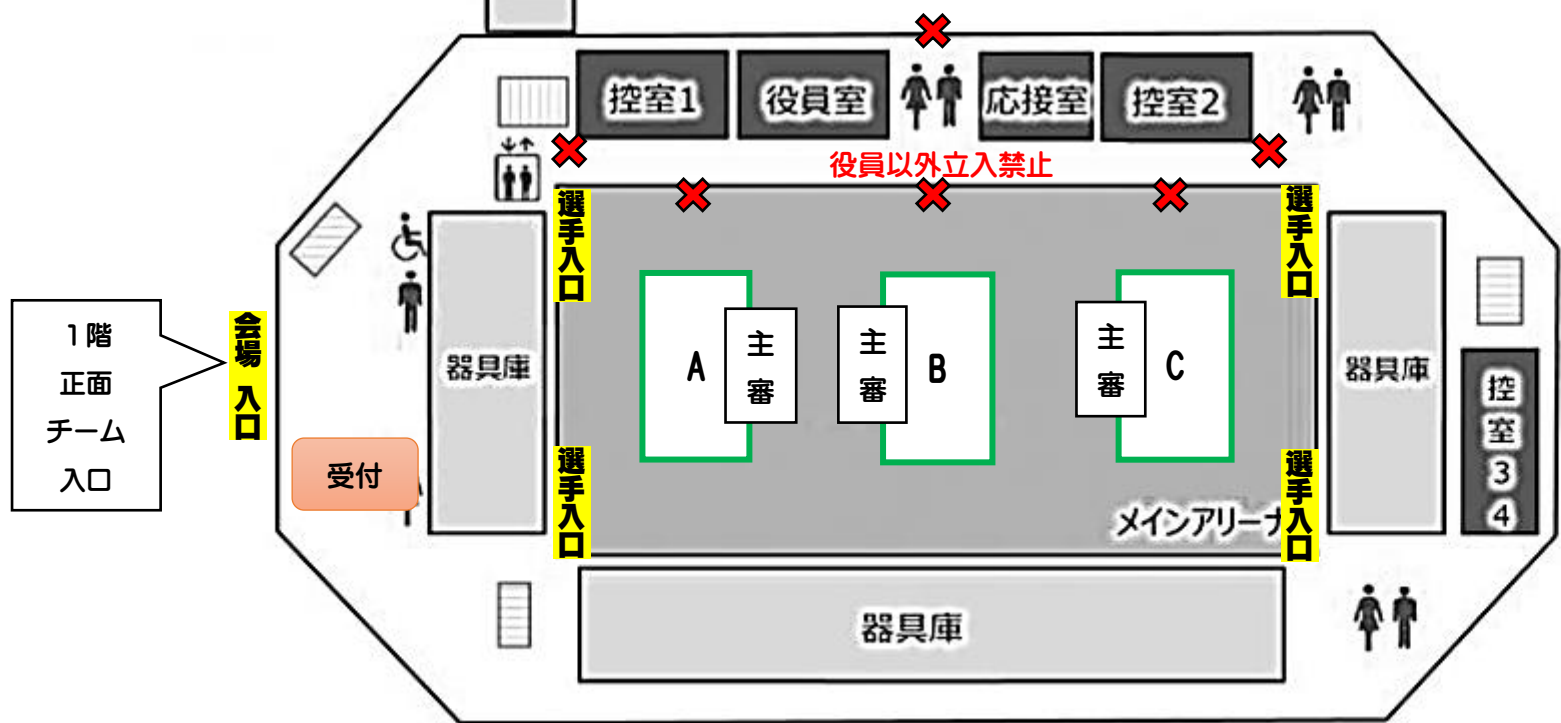 控室1
役員室
応接室
控室2
役員以外立入禁止
選手入口
選手入口
1階
正面
チーム
入口
会場 入口
器具庫
A
主審
主審
B
主審
C
器具庫
控室34
受付
選手入口
選手入口
メインアリーナ
器具庫